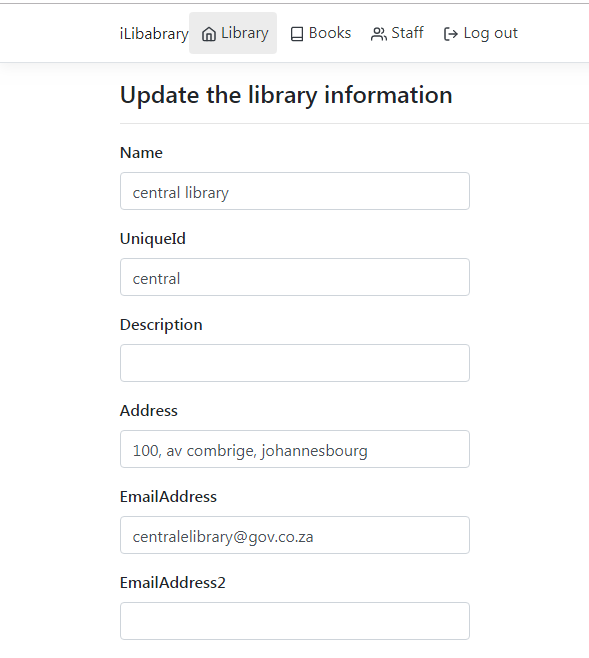 iLibabrary Library Books Staff Log out
Update the library information
Name
central library
UniqueId
central
Description
Address
100, av combrige, johannesbourg
EmailAddress
centralelibrary@gov.co.za
EmailAddress2